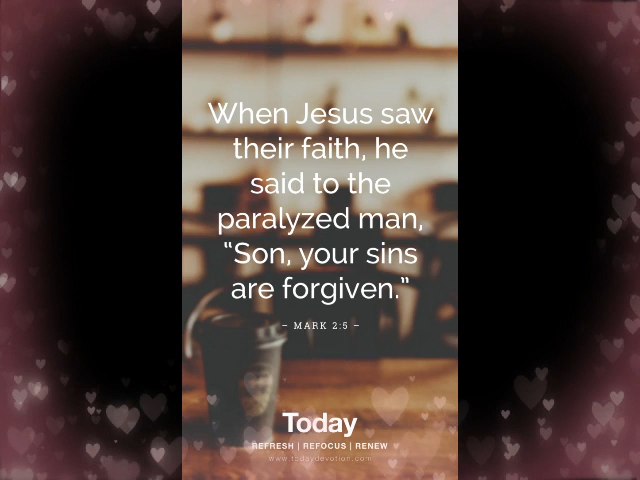 When Jesus saw
their faith, he
said to the
paralyzed man,
“Son, your sins
are forgiven.”
– MARK 2:5 –
Today
REFRESH | REFOCUS | RENEW
www.todaydevotion.com